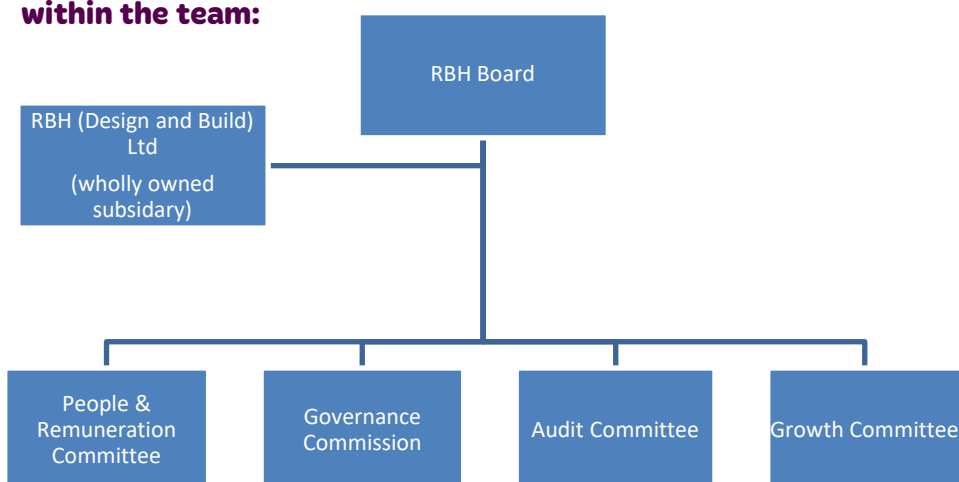 within the team:
RBH Board
RBH (Design and Build)
Ltd
(wholly owned
subsidary)
People &
Remuneration
Committee
Governance
Commission
Audit Committee
Growth Committee